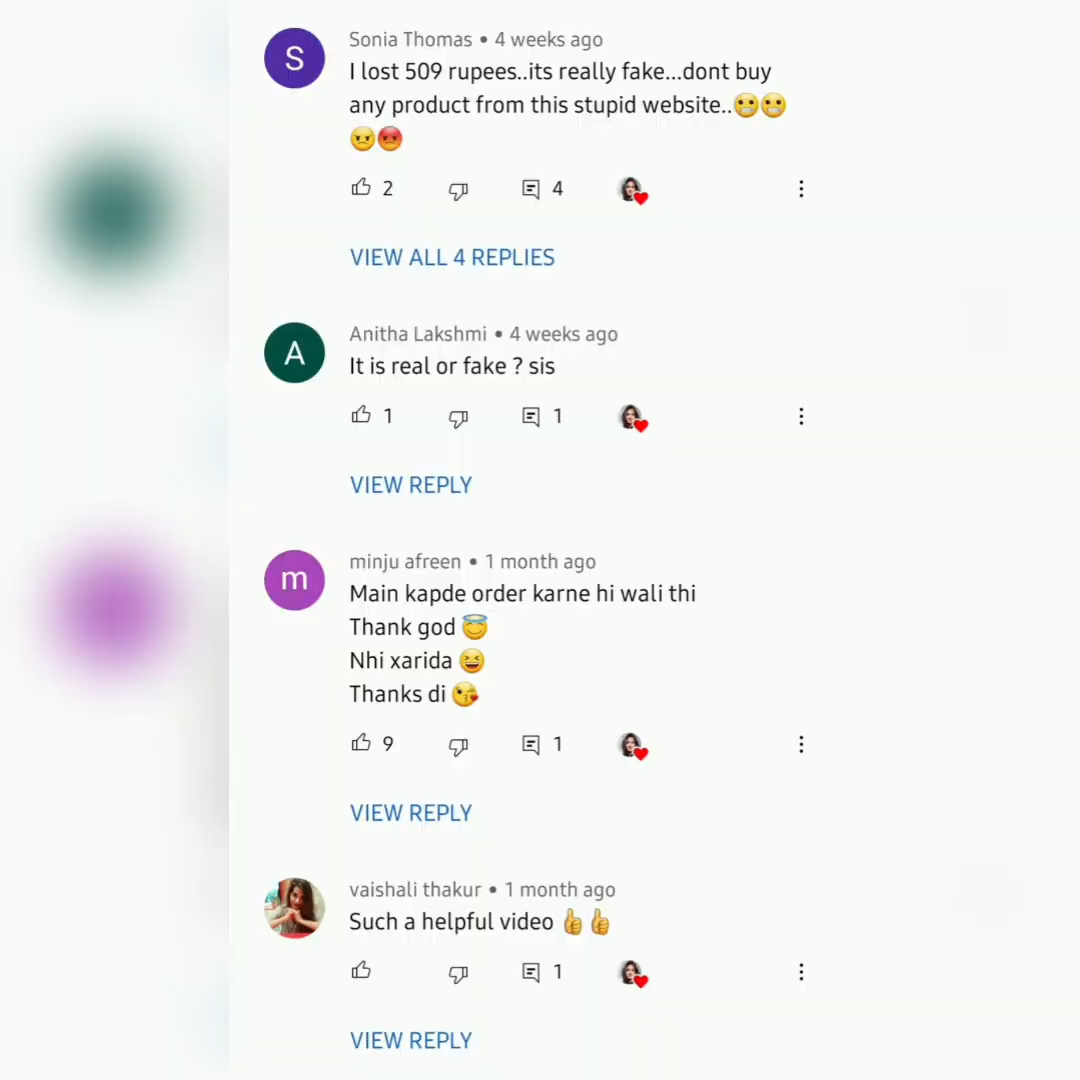 S
Sonia Thomas • 4 weeks ago
I lost 509 rupees..its really fake...dont buy
any product from this stupid website..😬😬
😠😡
2 4
VIEW ALL 4 REPLIES
A
Anitha Lakshmi • 4 weeks ago
It is real or fake ? sis
1 1
VIEW REPLY
m
minju afreen • 1 month ago
Main kapde order karne hi wali thi
Thank god 😇
Nhi xarida 😆
Thanks di 😘
9 1
VIEW REPLY
vaishali thakur • 1 month ago
Such a helpful video 👍👍
1
VIEW REPLY